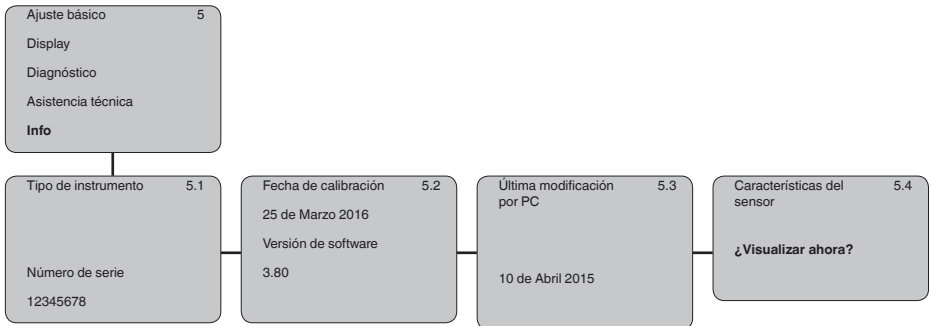 Ajuste básico 5
Display
Diagnóstico
Asistencia técnica
Info
Tipo de instrumento 5.1
Número de serie
12345678
Fecha de calibración 5.2
25 de Marzo 2016
Versión de software
3.80
Última modificación 5.3
por PC
10 de Abril 2015
Características del 5.4
sensor
¿Visualizar ahora?